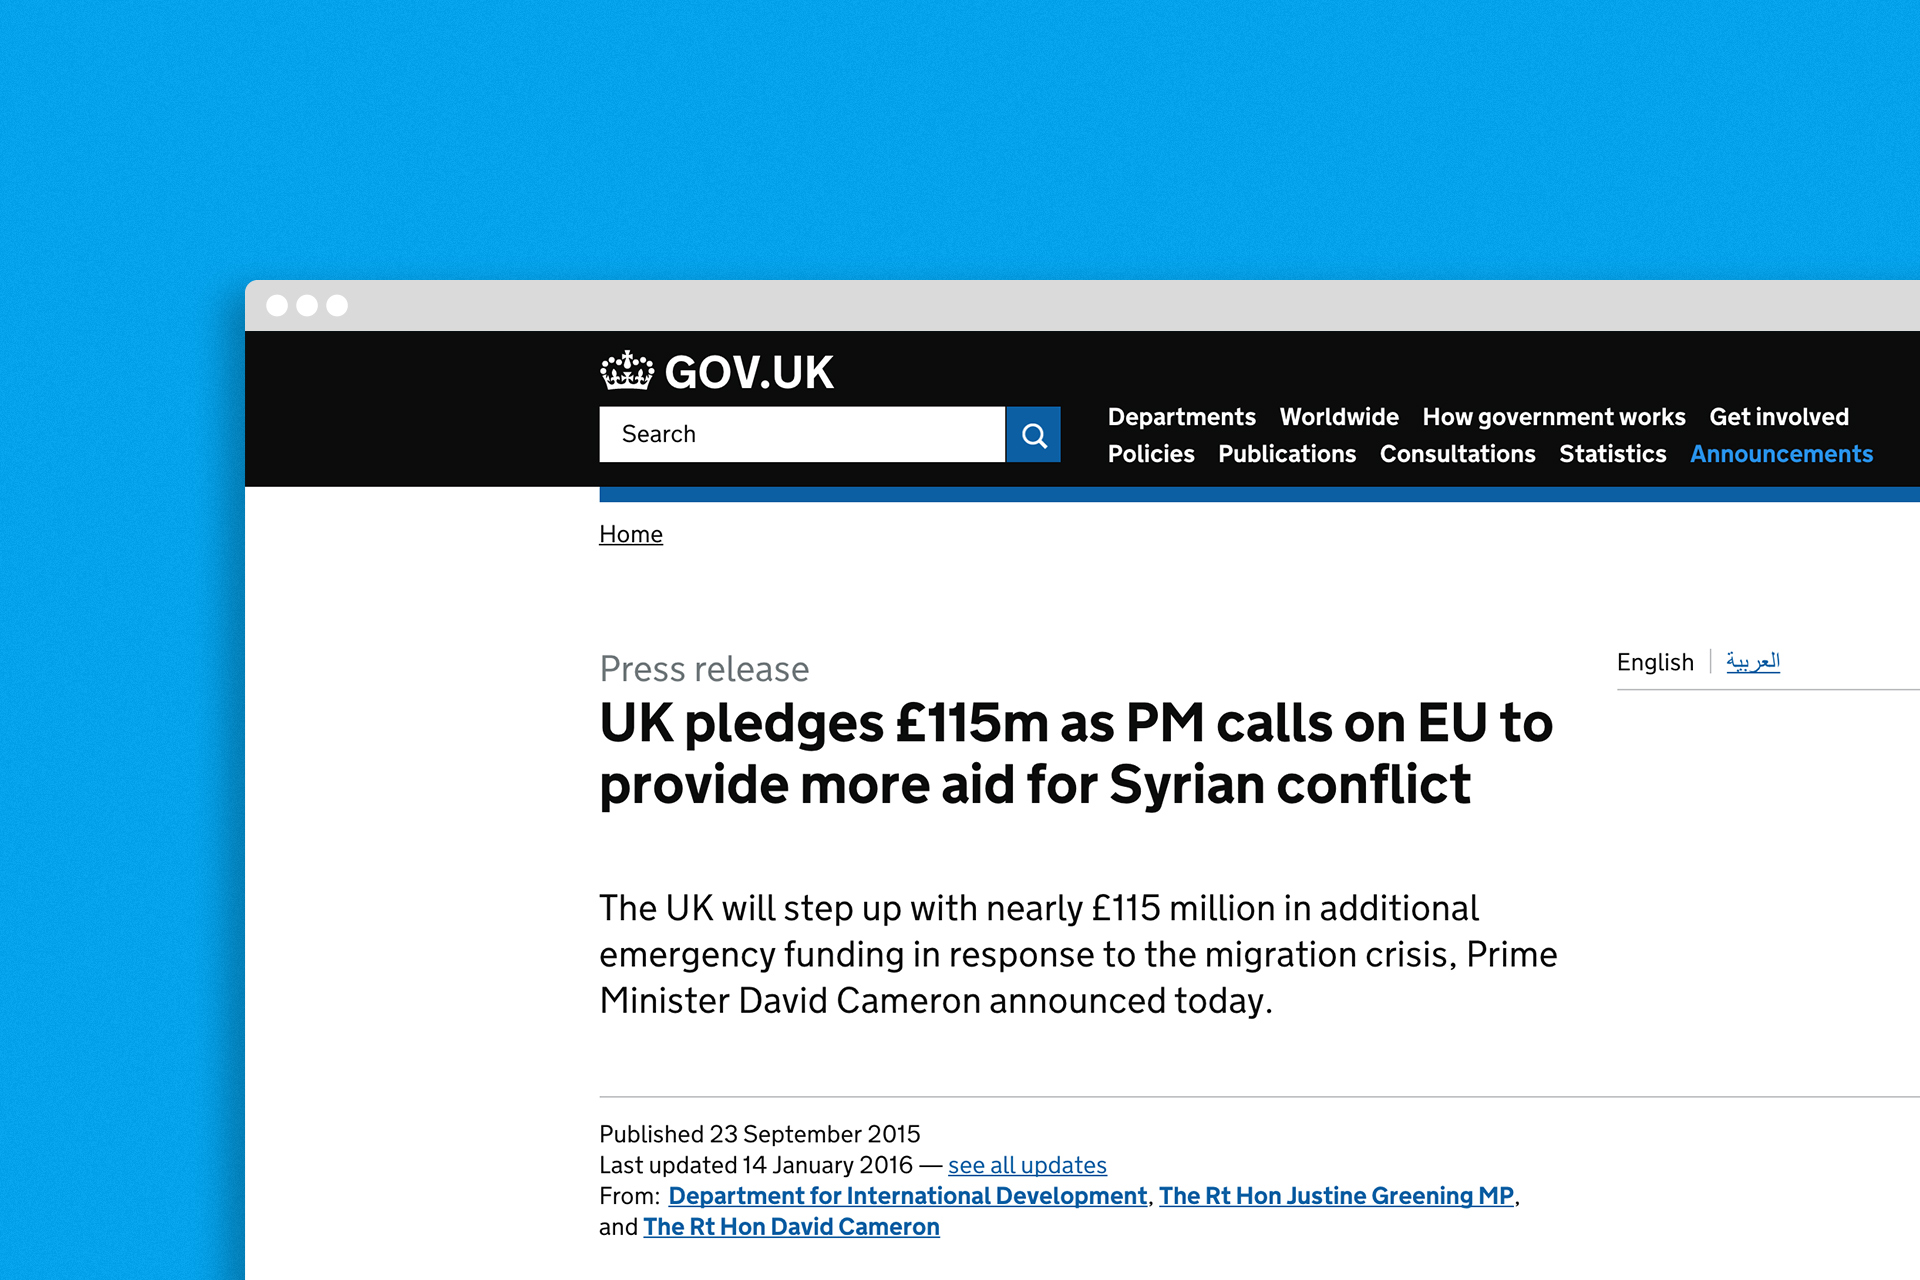 GOV.UK
Search
Departments Worldwide How government works Get involved
Policies Publications Consultations Statistics Announcements
Home
Press release
English العربية
UK pledges £115m as PM calls on EU to
provide more aid for Syrian conflict
The UK will step up with nearly £115 million in additional
emergency funding in response to the migration crisis, Prime
Minister David Cameron announced today.
Published 23 September 2015
Last updated 14 January 2016 — see all updates
From: Department for International Development, The Rt Hon Justine Greening MP,
and The Rt Hon David Cameron